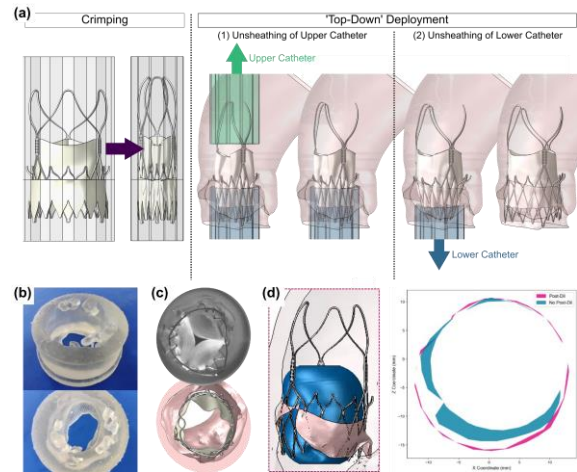 (a)
Crimping
'Top-Down' Deployment
(1) Unsheathing of Upper Catheter
(2) Unsheathing of Lower Catheter
Upper Catheter
Lower Catheter
(b)
(c)
(d)
Post-Dil
No Post-Dil
Z Coordinate (mm)
X Coordinate (mm)